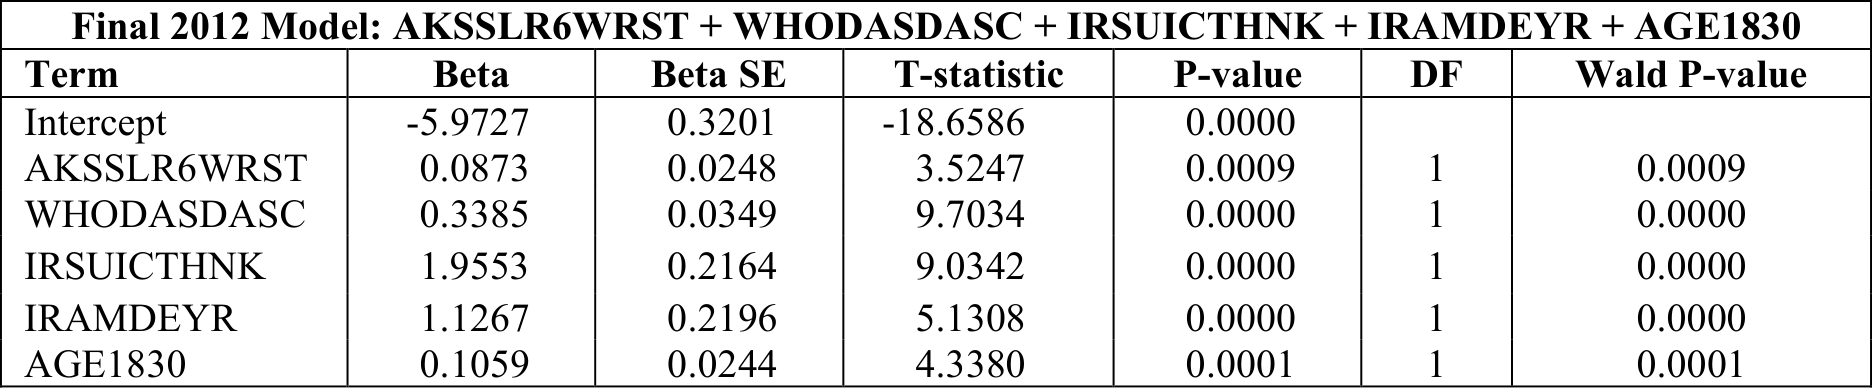 Final 2012 Model: AKSSLR6WRST + WHODASDASC + IRSUICTHNK + IRAMDEYR + AGE1830
Term Beta Beta SE T-statistic P-value DF Wald P-value
Intercept -5.9727 0.3201 -18.6586 0.0000
AKSSLR6WRST 0.0873 0.0248 3.5247 0.0009 1 0.0009
WHODASDASC 0.3385 0.0349 9.7034 0.0000 1 0.0000
IRSUICTHNK 1.9553 0.2164 9.0342 0.0000 1 0.0000
IRAMDEYR 1.1267 0.2196 5.1308 0.0000 1 0.0000
AGE1830 0.1059 0.0244 4.3380 0.0001 1 0.0001